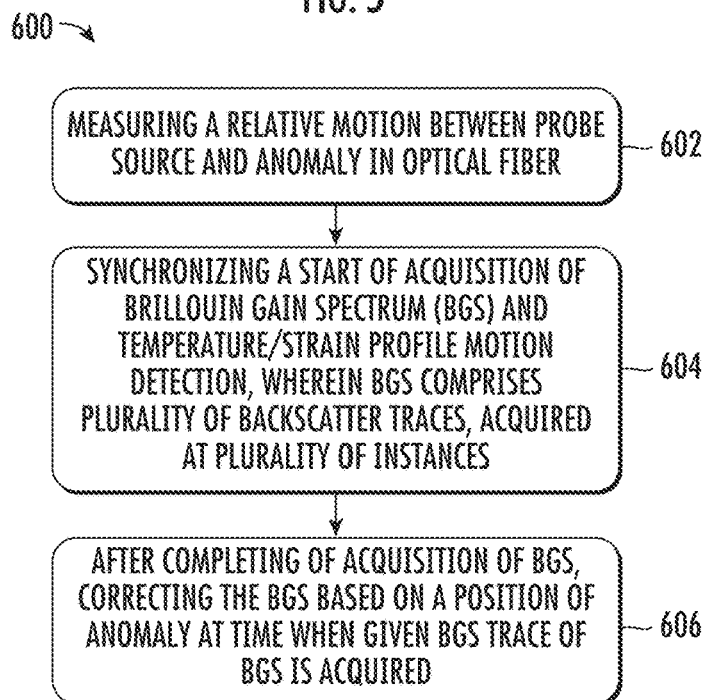 600
MEASURING A RELATIVE MOTION BETWEEN PROBE
SOURCE AND ANOMALY IN OPTICAL FIBER
602
SYNCHRONIZING A START OF ACQUISITION OF
BRILLOUIN GAIN SPECTRUM (BGS) AND
TEMPERATURE/STRAIN PROFILE MOTION
DETECTION, WHEREIN BGS COMPRISES
PLURALITY OF BACKSCATTER TRACES, ACQUIRED
AT PLURALITY OF INSTANCES
604
AFTER COMPLETING OF ACQUISITION OF BGS,
CORRECTING THE BGS BASED ON A POSITION OF
ANOMALY AT TIME WHEN GIVEN BGS TRACE OF
BGS IS ACQUIRED
606